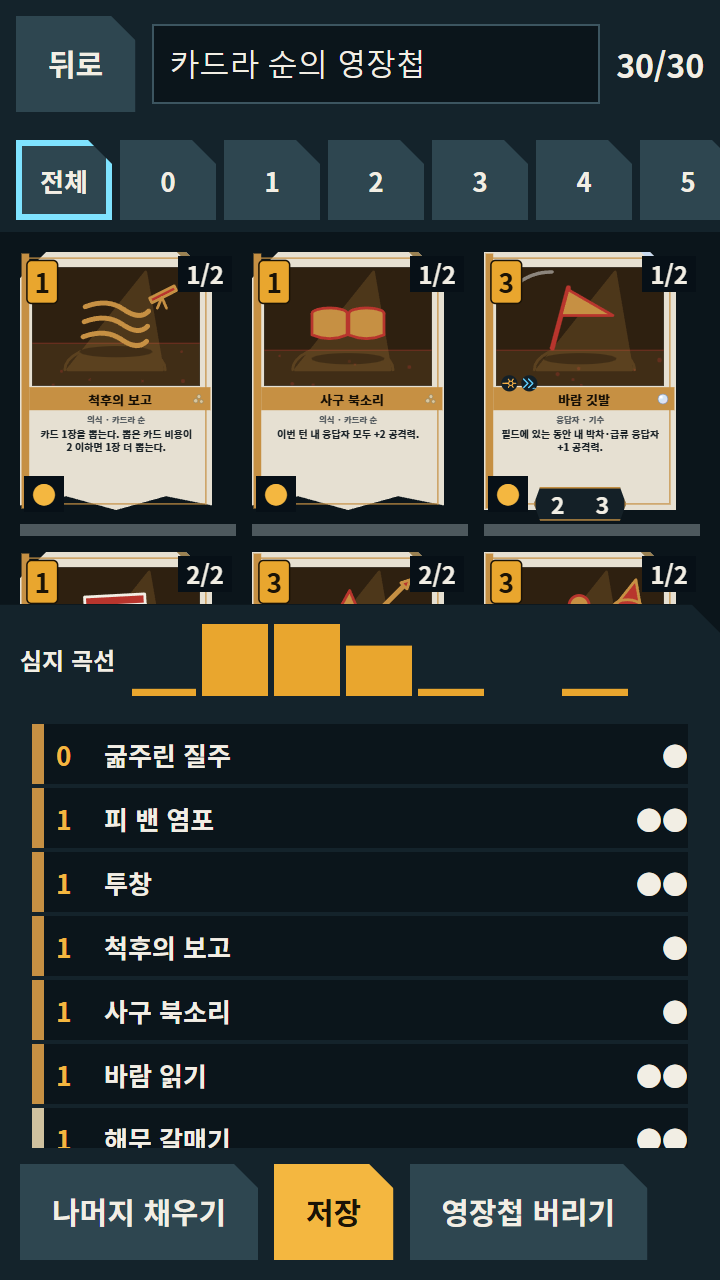 뒤로
카드라 순의 영장첩
30/30
전체 0 1 2 3 4 5
1 1/2
척후의 보고
의식 · 카드라 순
카드 1장을 뽑는다. 뽑은 카드 비용이
2 이하면 1장 더 뽑는다.
1 1/2
사구 북소리
의식 · 카드라 순
이번 턴 내 응답자 모두 +2 공격력.
3 1/2
바람 깃발
응답자 · 기수
필드에 있는 동안 내 박차·급류 응답자
+1 공격력.
2 3
1 2/2
3 2/2
3 1/2
심지 곡선
0 굶주린 질주
1 피 밴 염포
1 투창
1 척후의 보고
1 사구 북소리
1 바람 읽기
1 해무 갈매기
나머지 채우기
저장
영장첩 버리기